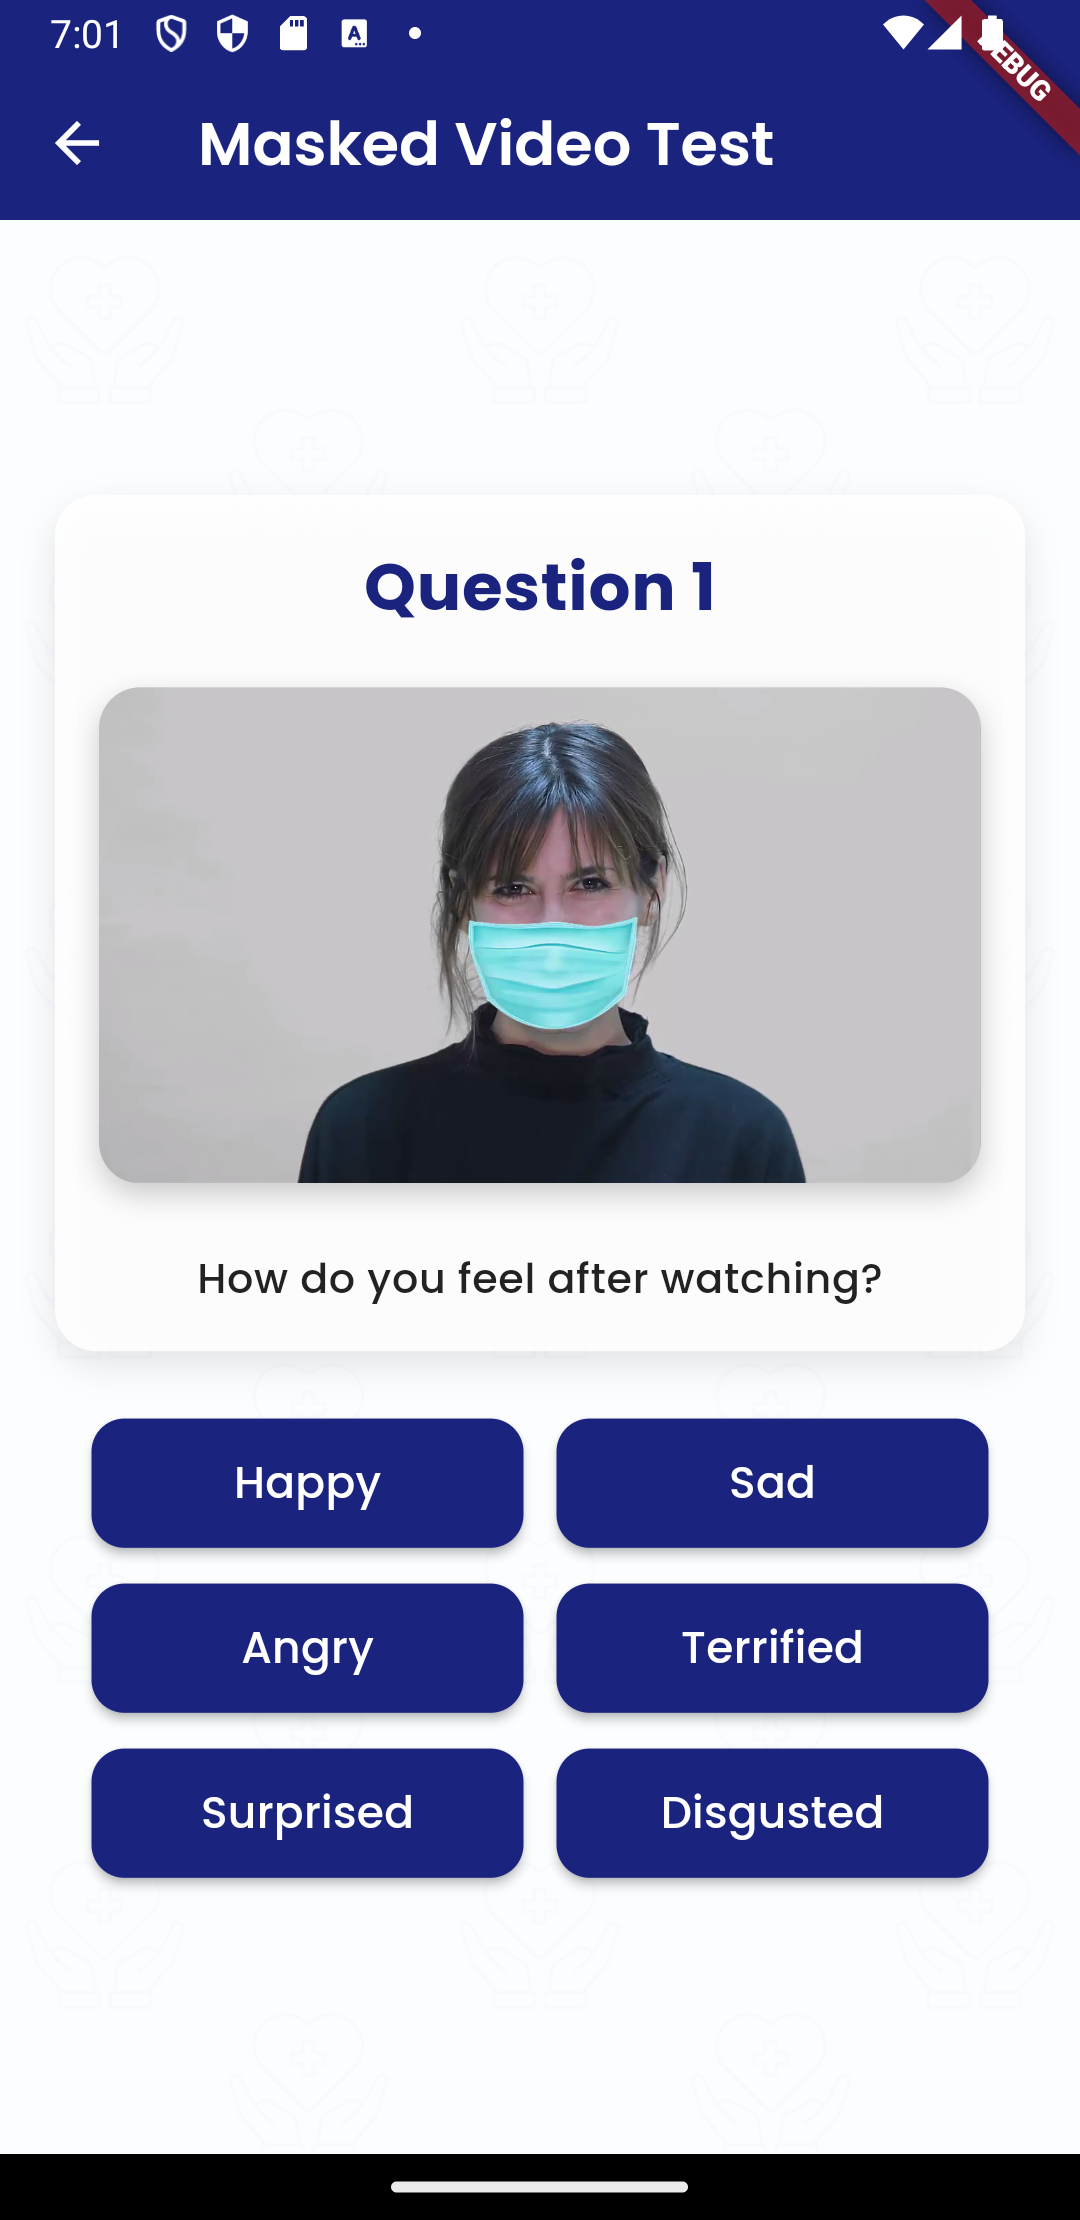 7:01
EBUG
Masked Video Test
Question 1
How do you feel after watching?
Happy
Sad
Angry
Terrified
Surprised
Disgusted